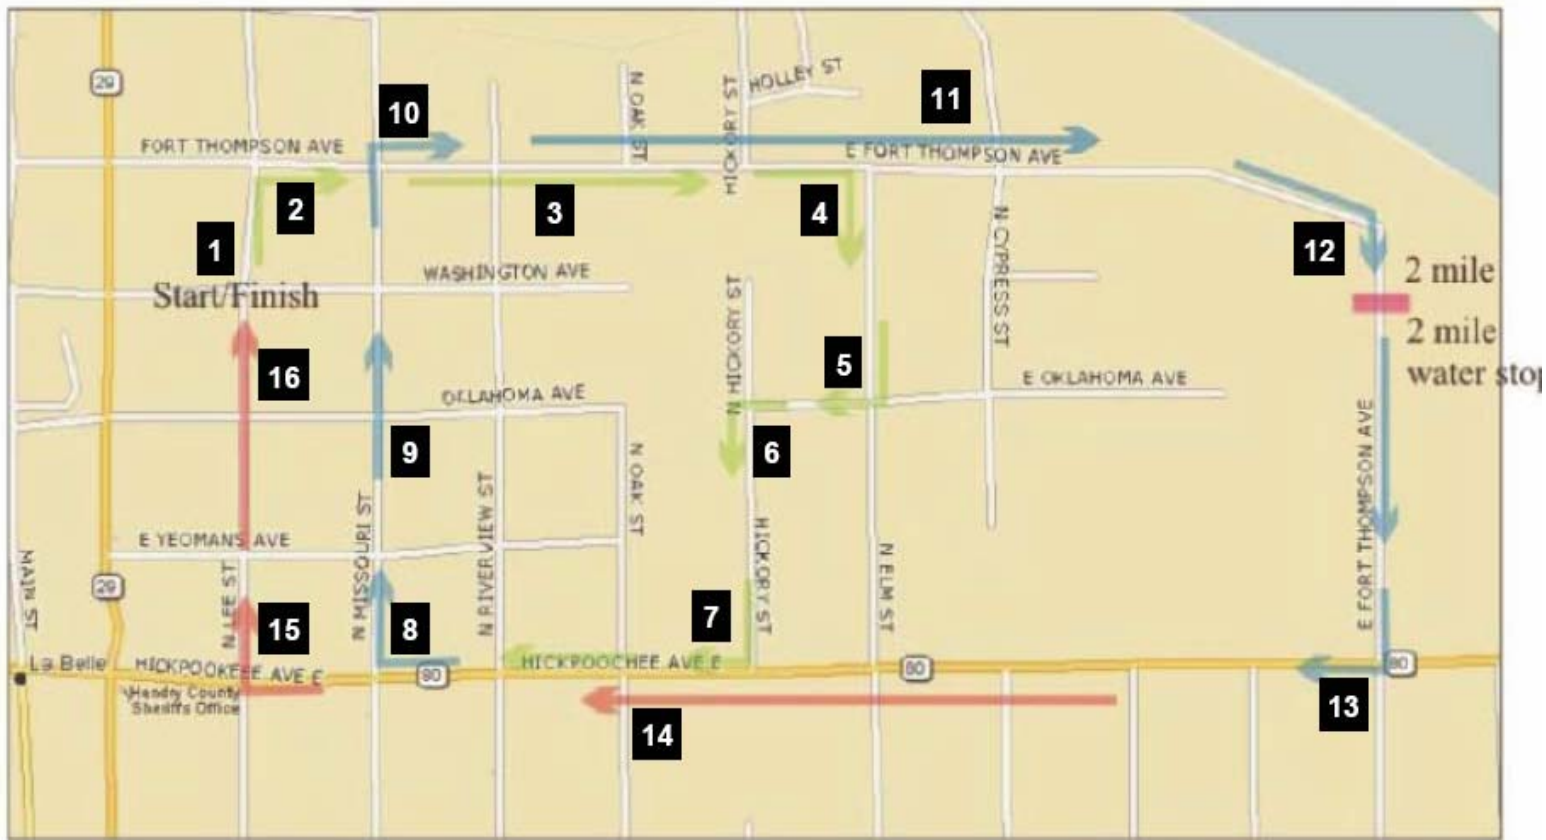 29
10
11
HOLLEY ST
N OAK ST
HICKORY ST
FORT THOMPSON AVE
E FORT THOMPSON AVE
1
2
3
4
12
WASHINGTON AVE
Start/Finish
N HICKORY ST
N CYPRESS ST
2 mile
2 mile
water stop
16
5
OKLAHOMA AVE
E OKLAHOMA AVE
9
6
N OAK ST
E FORT THOMPSON AVE
E YEOMANS AVE
N MISSOURI ST
N RIVERVIEW ST
HICKORY ST
N ELM ST
MAIN ST
29
N LEE ST
15
8
7
La Belle
HICKPOOKEEE AVE E
HICKPOOCHEE AVE E
80
80
80
Hendry County
Sheriffs Office
13
14